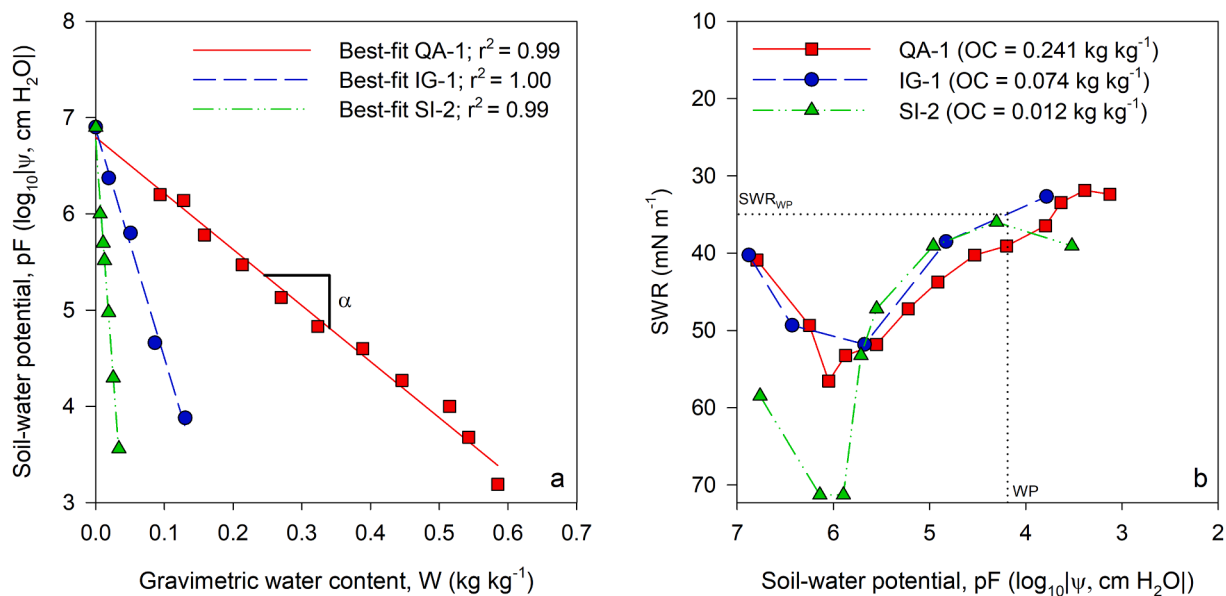 8
7
6
5
4
3
Soil-water potential, pF (log₁₀|ψ, cm H₂O|)
Best-fit QA-1; r² = 0.99
Best-fit IG-1; r² = 1.00
Best-fit SI-2; r² = 0.99
α
a
0.0 0.1 0.2 0.3 0.4 0.5 0.6 0.7
Gravimetric water content, W (kg kg⁻¹)
10
20
30
40
50
60
70
SWR (mN m⁻¹)
QA-1 (OC = 0.241 kg kg⁻¹)
IG-1 (OC = 0.074 kg kg⁻¹)
SI-2 (OC = 0.012 kg kg⁻¹)
SWR_WP
WP
b
7 6 5 4 3 2
Soil-water potential, pF (log₁₀|ψ, cm H₂O|)